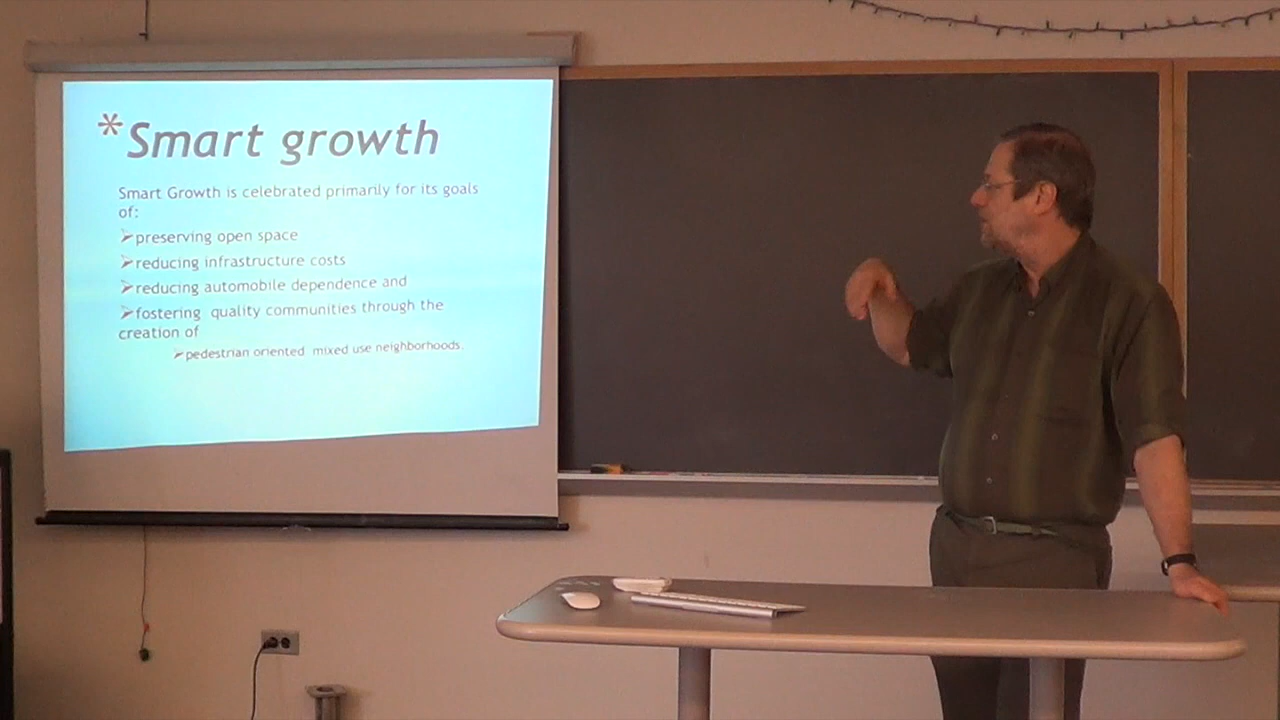 *Smart growth
Smart Growth is celebrated primarily for its goals
of:
➢preserving open space
➢reducing infrastructure costs
➢reducing automobile dependence and
➢fostering quality communities through the
creation of
➢pedestrian oriented mixed use neighborhoods.